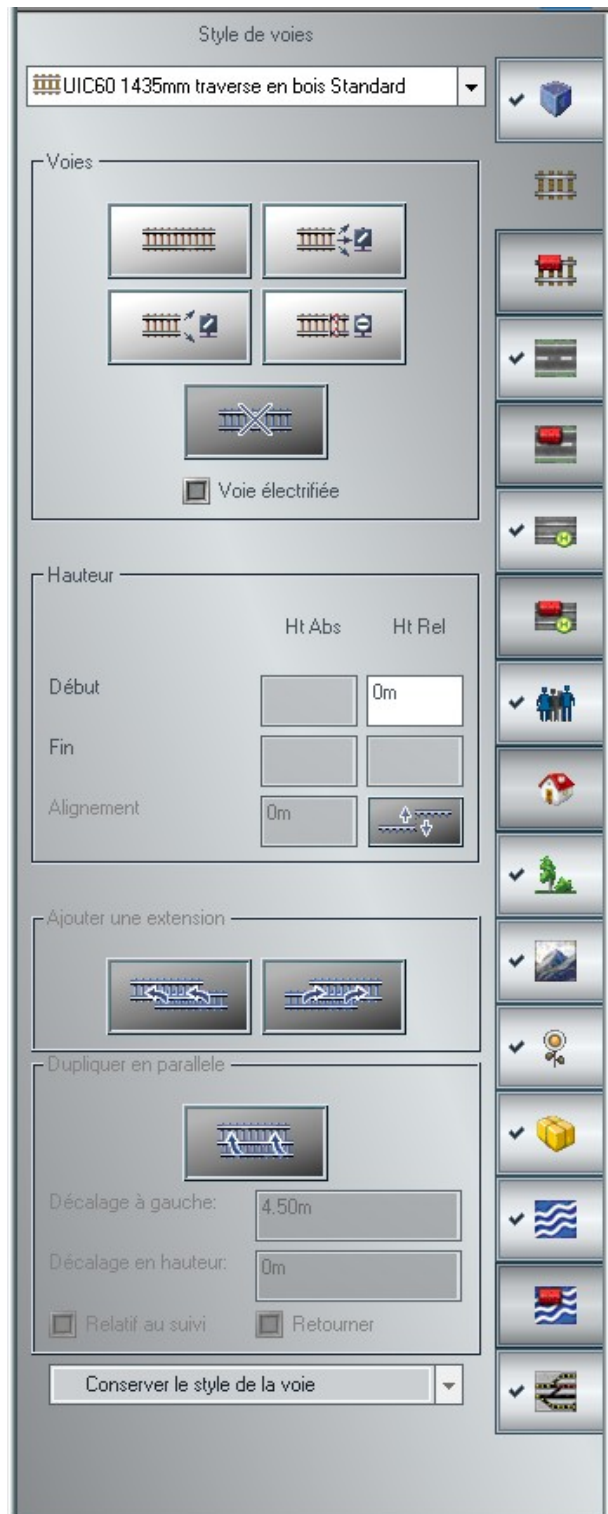 Style de voies
UIC60 1435mm traverse en bois Standard
Voies
Voie électrifiée
Hauteur
Ht Abs Ht Rel
Début 0m
Fin
Alignement 0m
Ajouter une extension
Dupliquer en parallele
Décalage à gauche: 4.50m
Décalage en hauteur: 0m
Relatif au suivi Retourner
Conserver le style de la voie